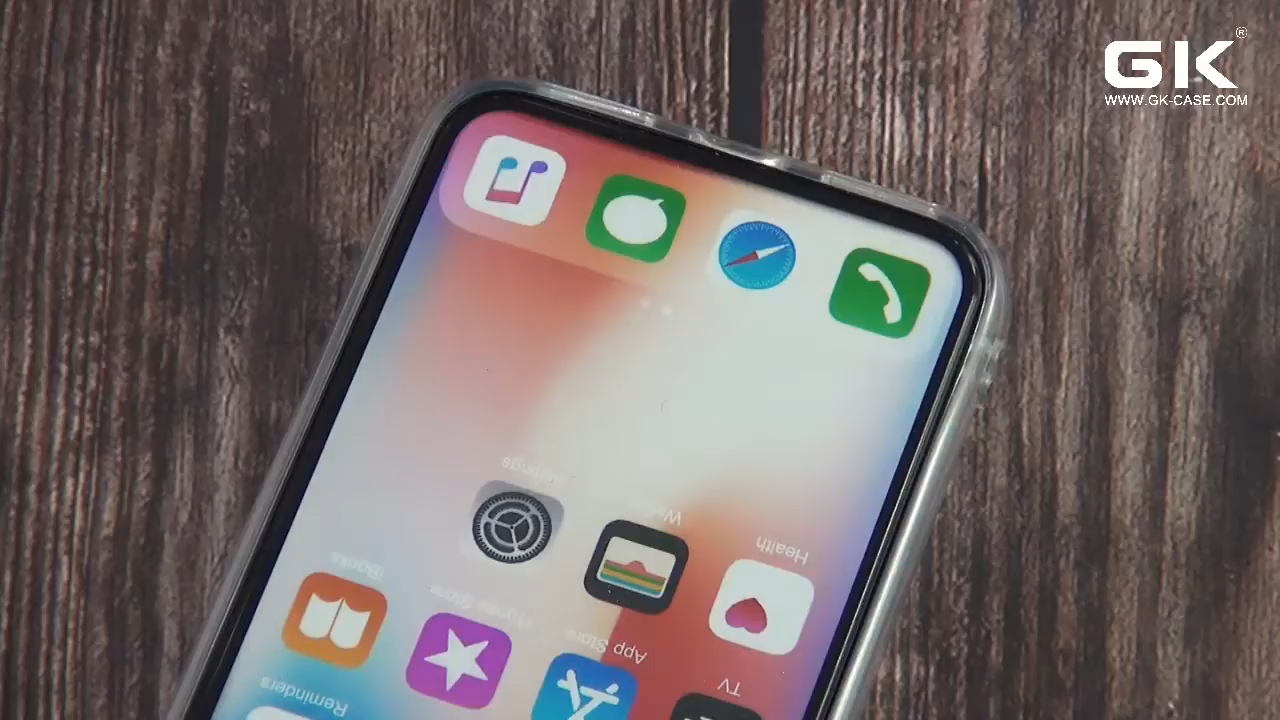 GK®
WWW.GK-CASE.COM
Health
iBooks
iTunes Store
App Store
TV
Reminders